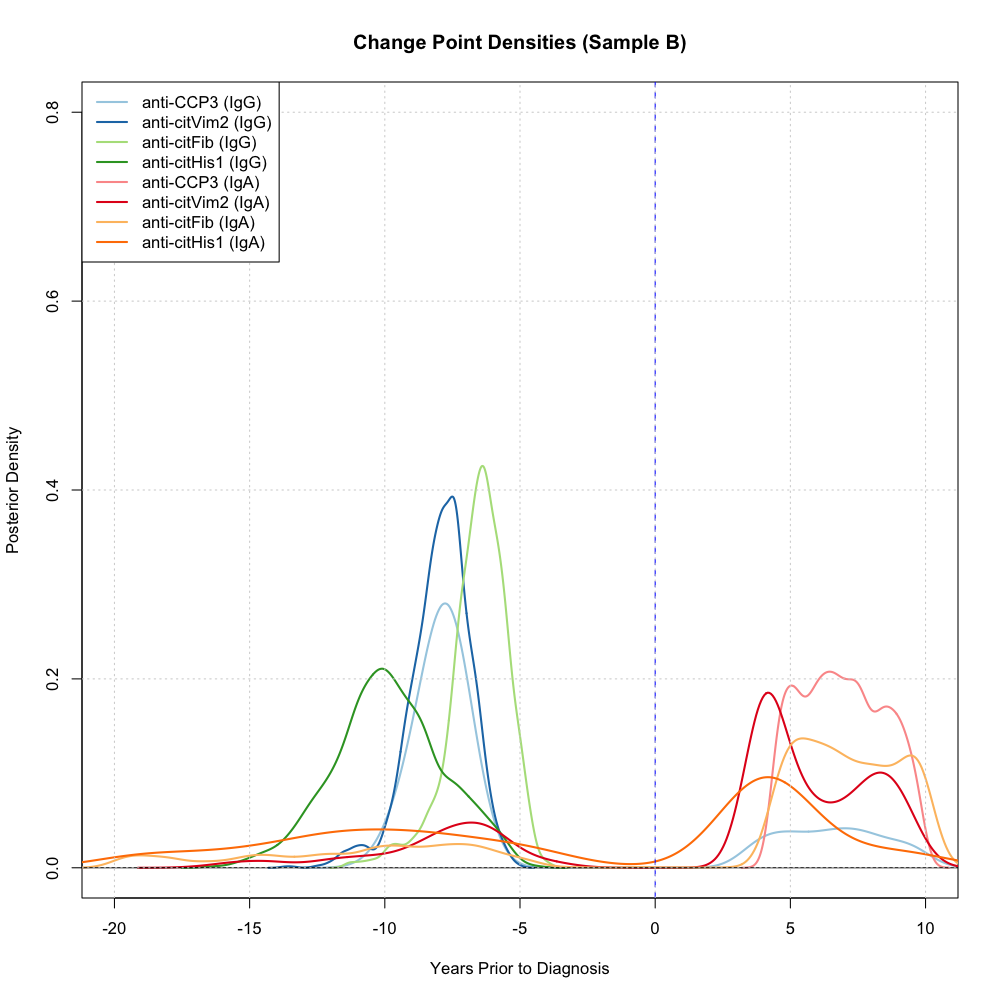 Change Point Densities (Sample B)
anti-CCP3 (IgG)
anti-citVim2 (IgG)
anti-citFib (IgG)
anti-citHis1 (IgG)
anti-CCP3 (IgA)
anti-citVim2 (IgA)
anti-citFib (IgA)
anti-citHis1 (IgA)
0.8
0.6
0.4
0.2
0.0
Posterior Density
-20 -15 -10 -5 0 5 10
Years Prior to Diagnosis